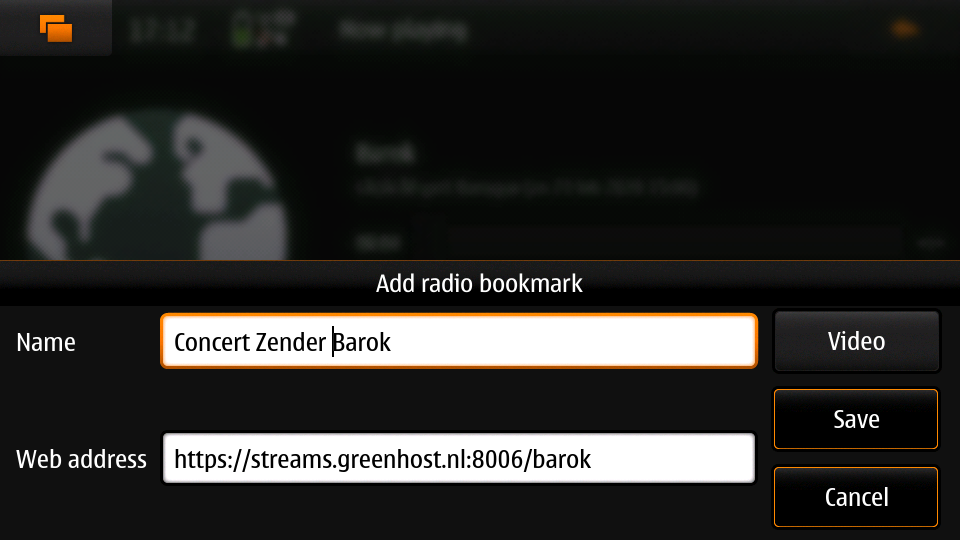 17:12
Now playing
Barok
Add radio bookmark
Name
Concert Zender Barok
Video
Save
Web address
https://streams.greenhost.nl:8006/barok
Cancel